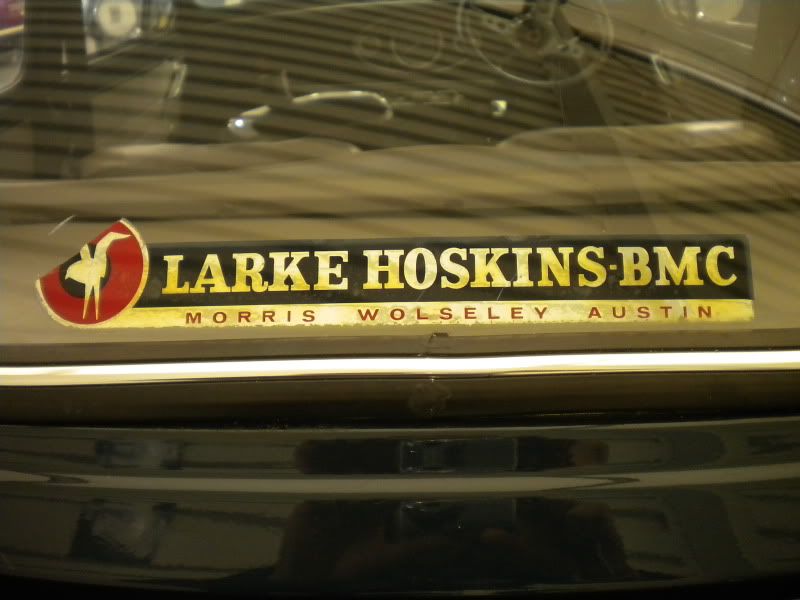 LARKE HOSKINS-BMC
MORRIS WOLSELEY AUSTIN